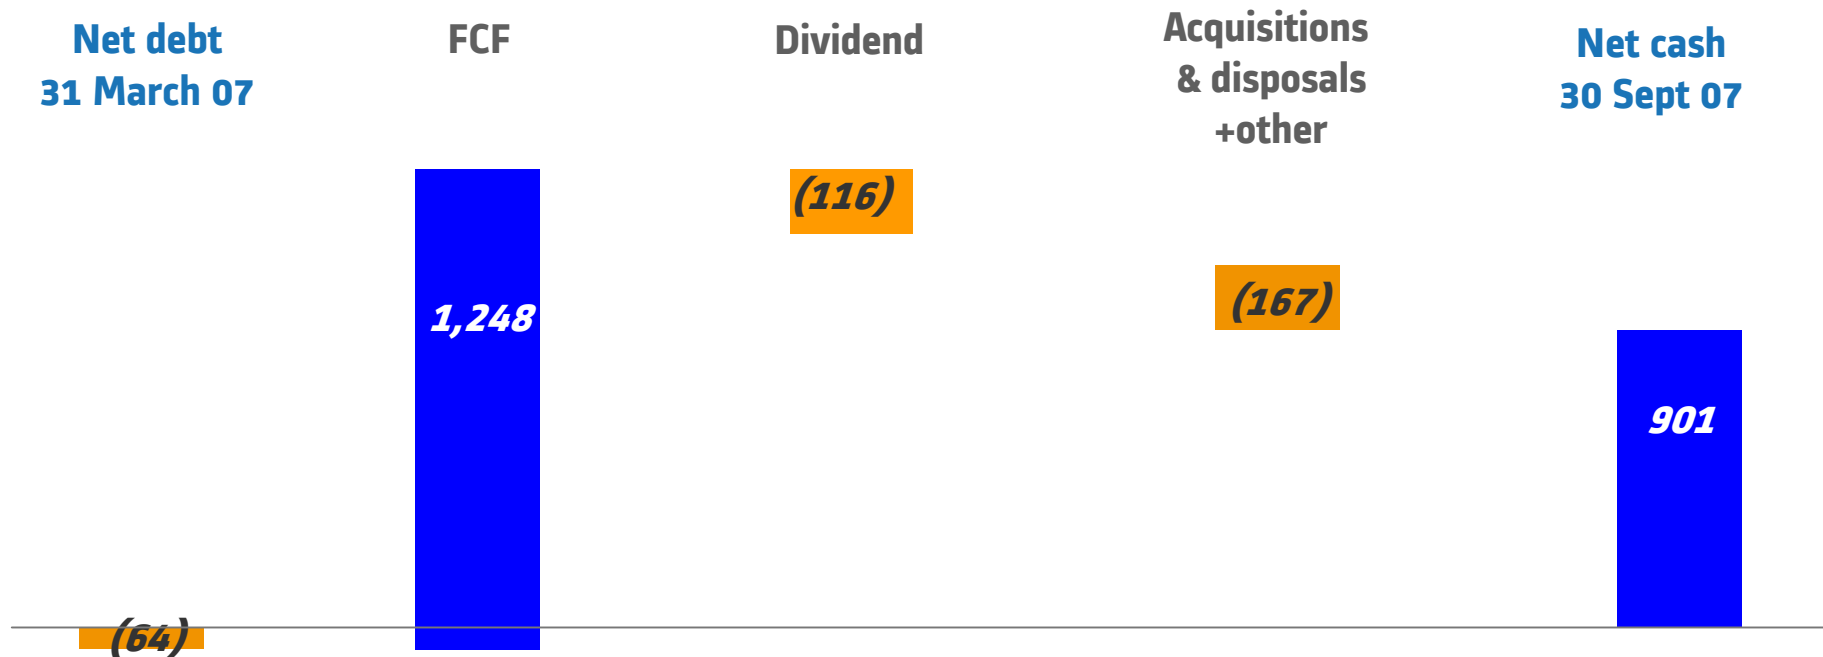 Net debt
31 March 07
FCF
Dividend
Acquisitions
& disposals
+other
Net cash
30 Sept 07
(116)
(167)
1,248
901
(64)